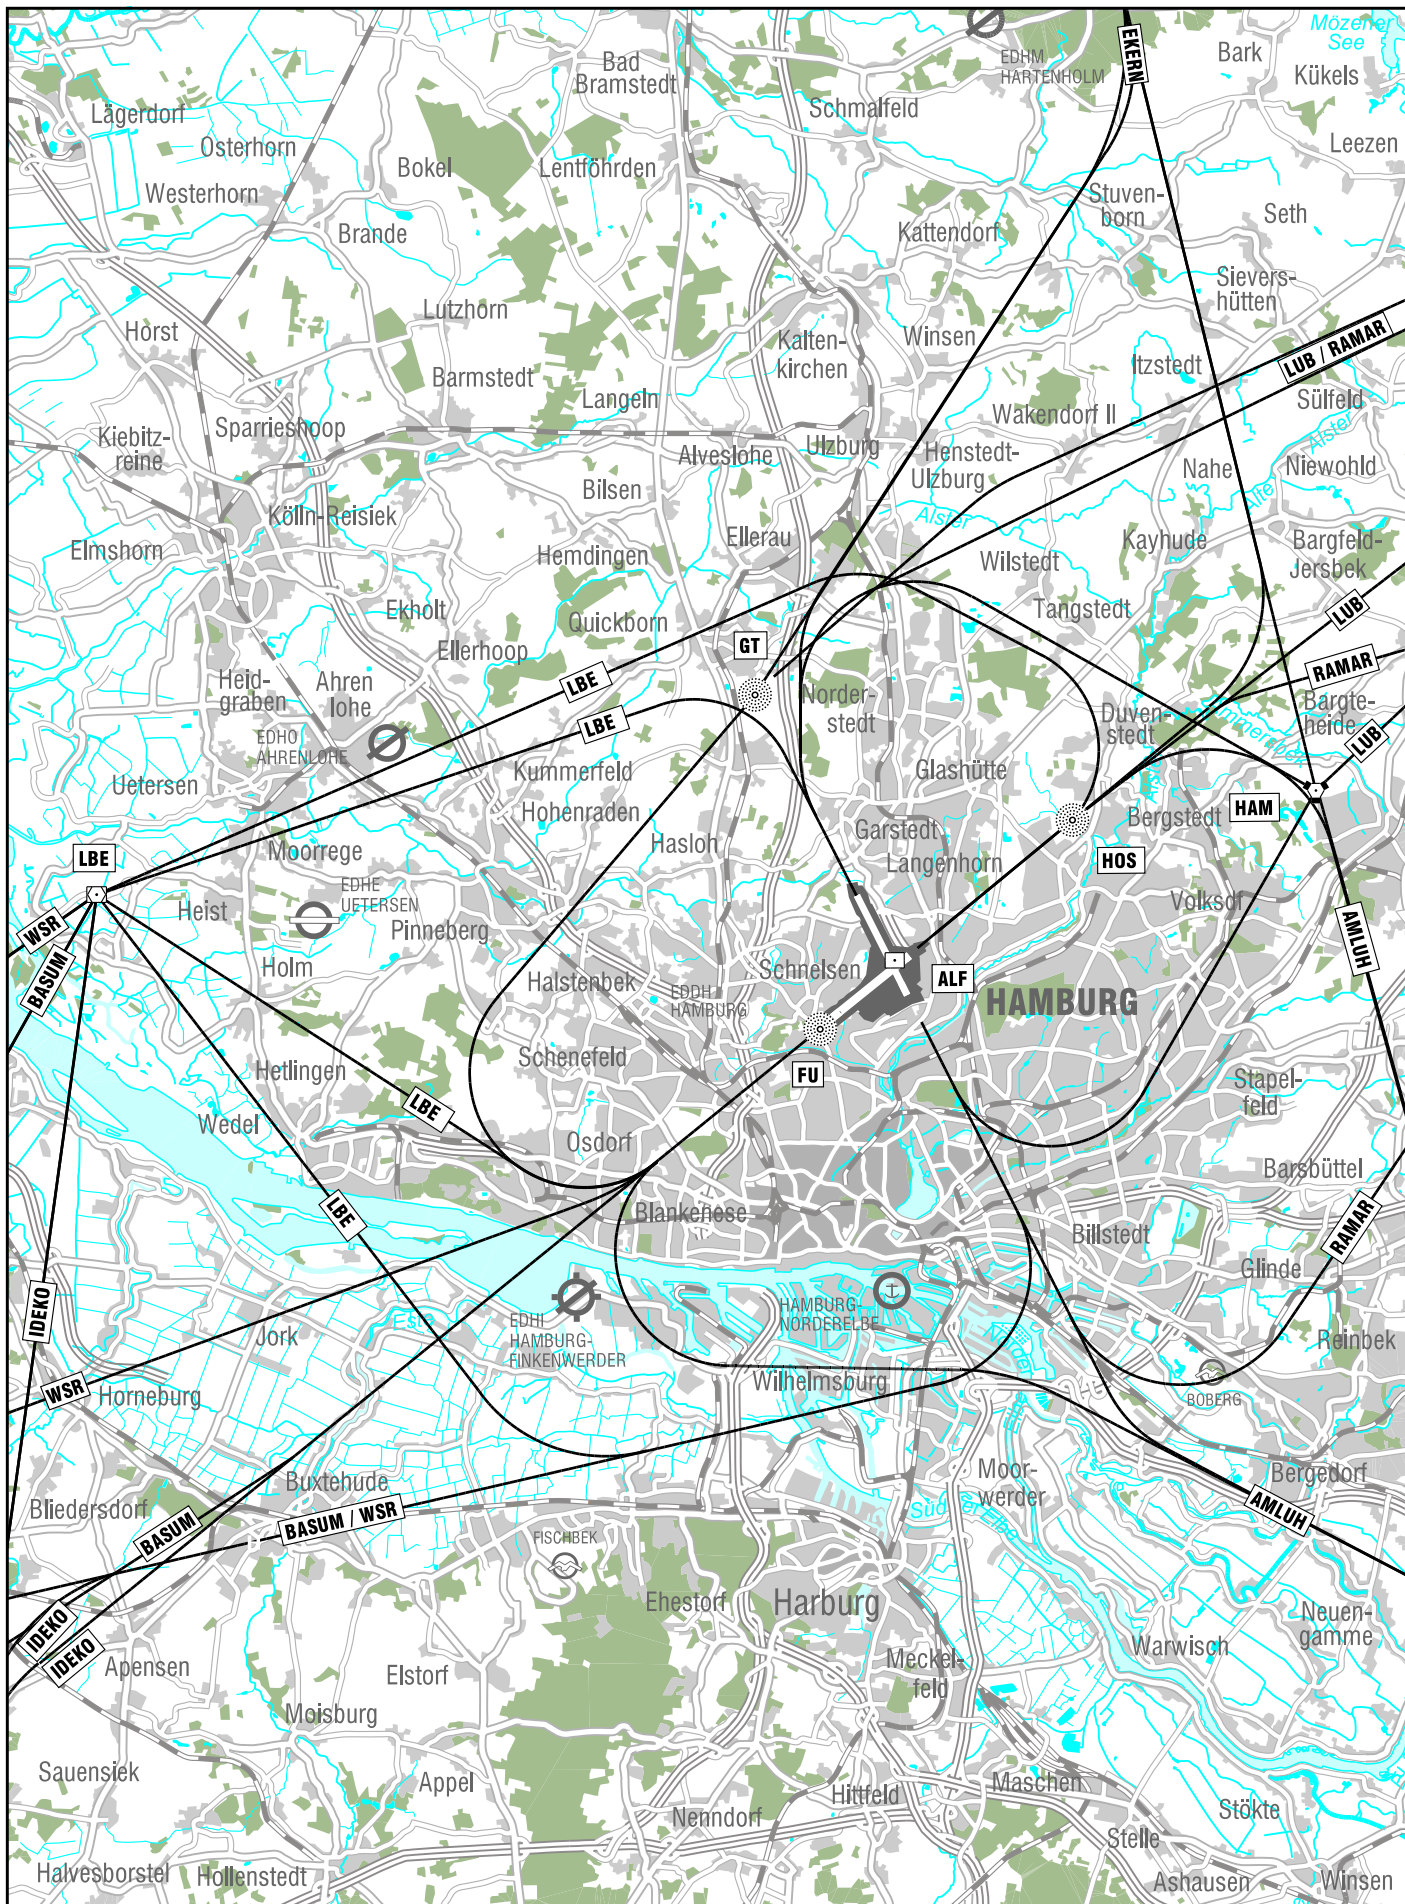 Mözener
See
Bark
Kükels
EKERN
EDHM
HARTENHOLM
Bad
Bramstedt
Schmalfeld
Lägerdorf
Osterhorn
Leezen
Bokel
Lentföhrden
Westerhorn
Stuven-
born
Seth
Brande
Kattendorf
Sievers-
hütten
Lutzhorn
Horst
Kalten-
kirchen
Winsen
LUB / RAMAR
Itzstedt
Barmstedt
Langeln
Sülfeld
Wakendorf II
Sparrieshoop
Kiebitz-
reine
Alveslohe
Ulzburg
Henstedt-
Ulzburg
Alster
Nahe
Niewohld
Bilsen
Alte
Kölln-Reisiek
Alster
Elmshorn
Hemdingen
Ellerau
Wilstedt
Kayhude
Bargfeld-
Jersbek
Ekholt
Quickborn
Tangstedt
LUB
Ellerhoop
GT
LBE
RAMAR
Heid-
graben
Ahren
lohe
Norder-
stedt
Duven-
stedt
Bargte-
heide
LBE
EDHO
AHRENLOHE
LUB
Uetersen
Kummerfeld
Glashütte
Alster
Hohenraden
HAM
Bergstedt
Hasloh
Garstedt
Langenhorn
HOS
LBE
Moorrege
EDHE
UETERSEN
Heist
Pinneberg
Volksdf
WSR
AMLUH
BASUM
Holm
Halstenbek
Schnelsen
ALF
EDDH
HAMBURG
HAMBURG
Schenefeld
FU
Hetlingen
LBE
Stapel-
feld
Wedel
Osdorf
Barsbüttel
LBE
Blankenese
Billstedt
RAMAR
Glinde
IDEKO
Este
EDHI
HAMBURG-
FINKENWERDER
HAMBURG-
NORDERELBE
Jork
Reinbek
WSR
Horneburg
Wilhelmsburg
BOBERG
Moor-
werder
Bergedorf
Buxtehude
Bliedersdorf
BASUM
BASUM / WSR
AMLUH
FISCHBEK
Ehestorf
Harburg
Neuen-
gamme
IDEKO
IDEKO
Apensen
Elstorf
Meckel-
feld
Warwisch
Moisburg
Sauensiek
Appel
Hittfeld
Maschen
Nenndorf
Stökte
Stelle
Halvesborstel
Hollenstedt
Ashausen
Winsen